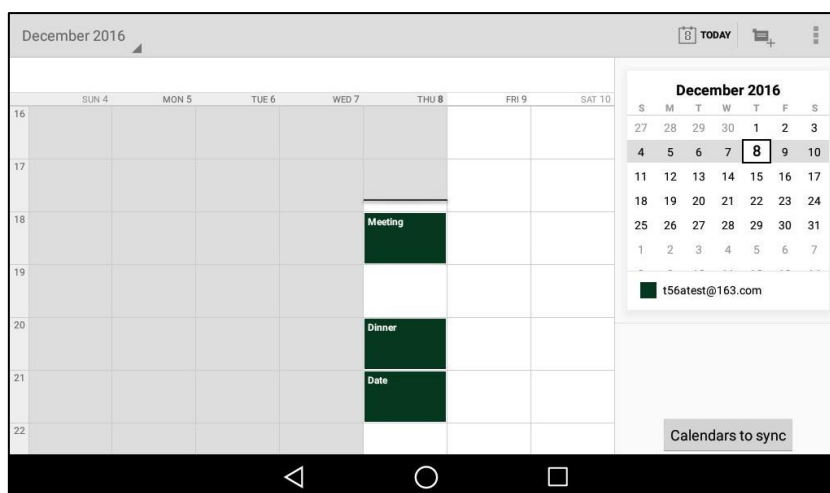 December 2016
8 TODAY
SUN 4 MON 5 TUE 6 WED 7 THU 8 FRI 9 SAT 10
16
17
18 Meeting
19
20 Dinner
21 Date
22
December 2016
S M T W T F S
27 28 29 30 1 2 3
4 5 6 7 8 9 10
11 12 13 14 15 16 17
18 19 20 21 22 23 24
25 26 27 28 29 30 31
1 2 3 4 5 6 7
t56atest@163.com
Calendars to sync